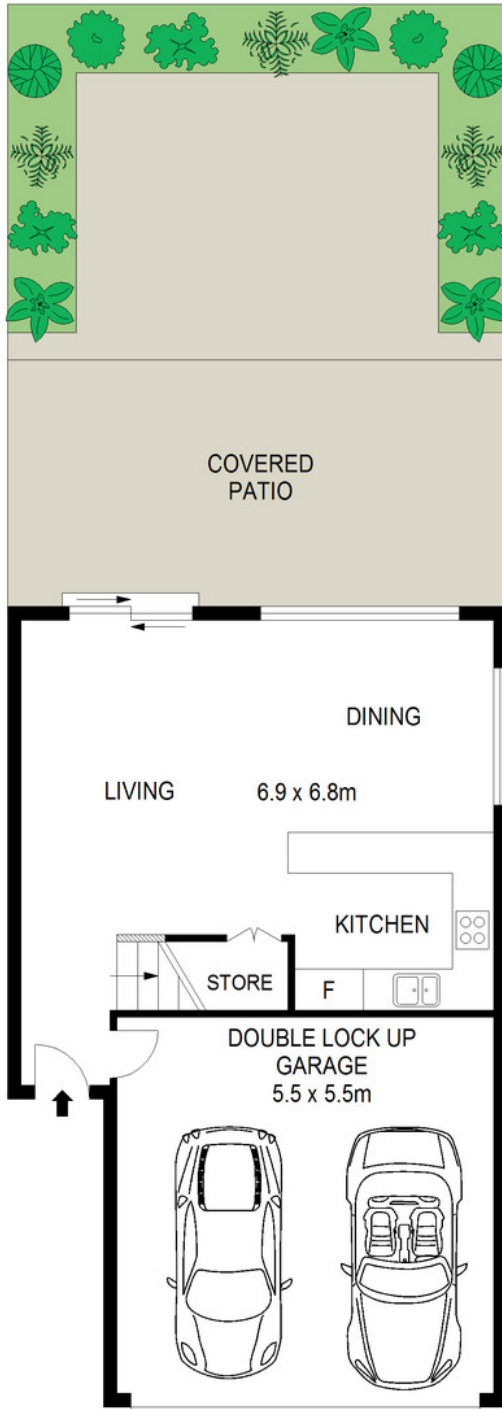 COVERED
PATIO
DINING
LIVING
6.9 x 6.8m
KITCHEN
STORE
F
DOUBLE LOCK UP
GARAGE
5.5 x 5.5m